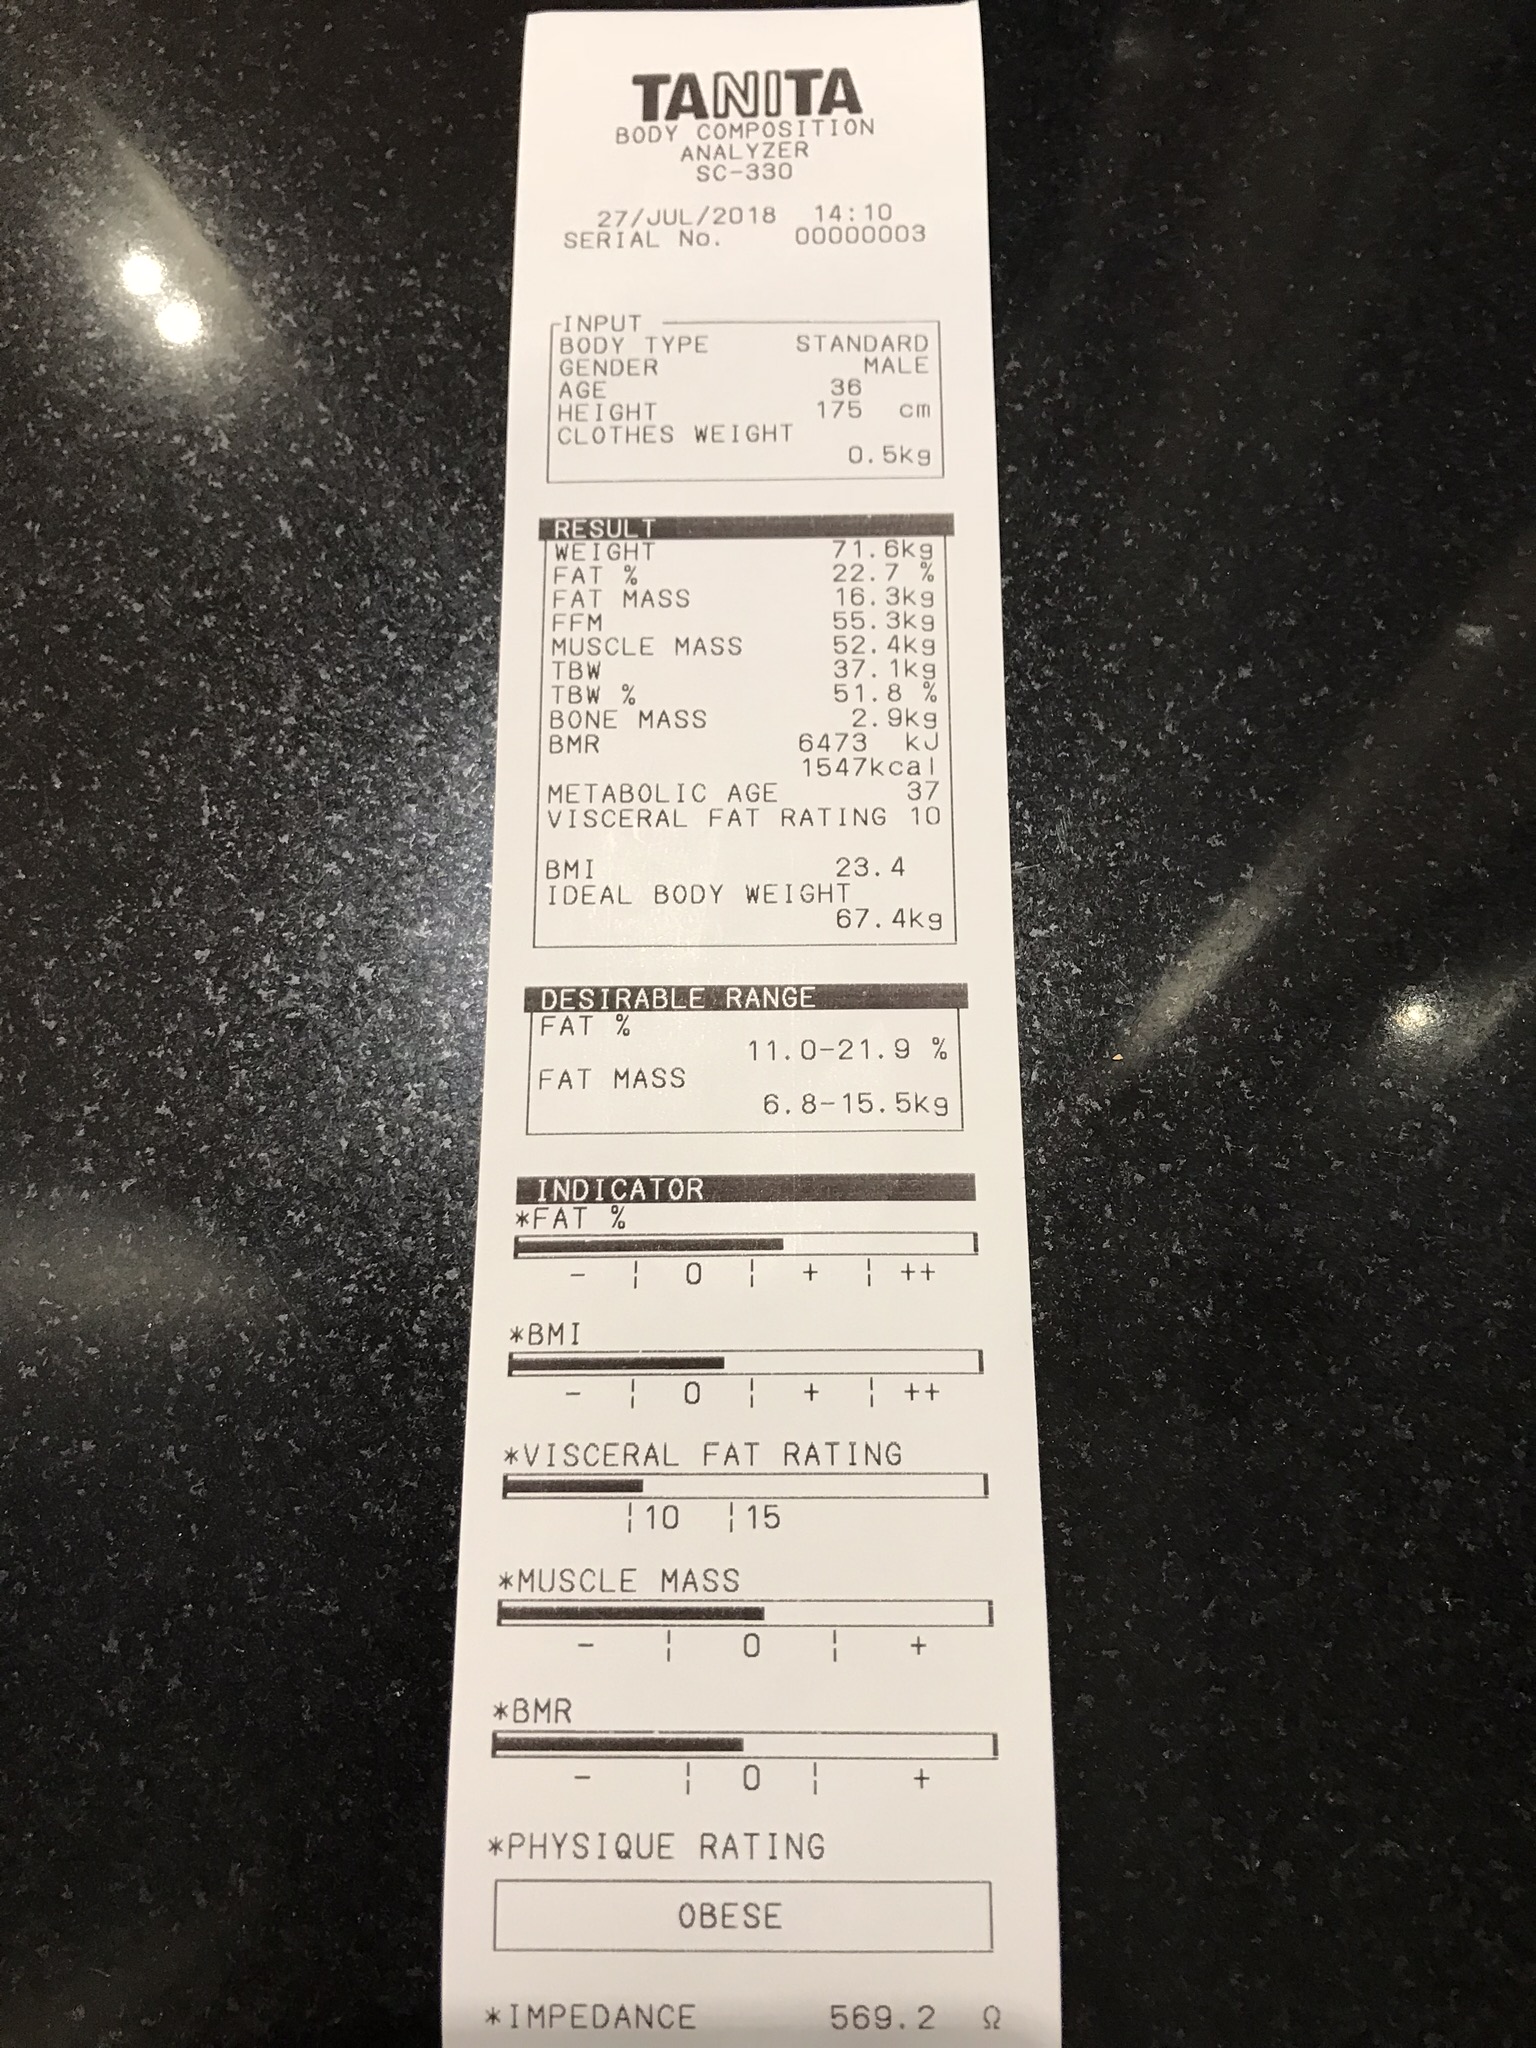 TANITA
BODY COMPOSITION
ANALYZER
SC-330
27/JUL/2018 14:10
SERIAL No. 00000003
INPUT
BODY TYPE STANDARD
GENDER MALE
AGE 36
HEIGHT 175 cm
CLOTHES WEIGHT
0.5kg
RESULT
WEIGHT 71.6kg
FAT % 22.7 %
FAT MASS 16.3kg
FFM 55.3kg
MUSCLE MASS 52.4kg
TBW 37.1kg
TBW % 51.8 %
BONE MASS 2.9kg
BMR 6473 kJ
1547kcal
METABOLIC AGE 37
VISCERAL FAT RATING 10
BMI 23.4
IDEAL BODY WEIGHT
67.4kg
DESIRABLE RANGE
FAT %
11.0-21.9 %
FAT MASS
6.8-15.5kg
INDICATOR
*FAT %
- ¦ 0 ¦ + ¦ ++
*BMI
- ¦ 0 ¦ + ¦ ++
*VISCERAL FAT RATING
¦10 ¦15
*MUSCLE MASS
- ¦ 0 ¦ +
*BMR
- ¦ 0 ¦ +
*PHYSIQUE RATING
OBESE
*IMPEDANCE 569.2 Ω